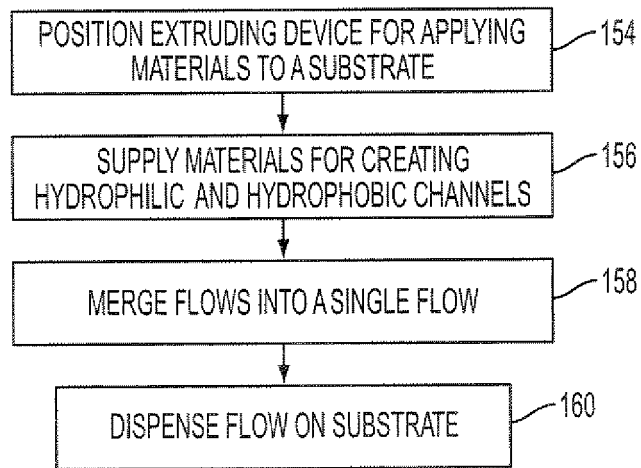 POSITION EXTRUDING DEVICE FOR APPLYING
MATERIALS TO A SUBSTRATE
154
SUPPLY MATERIALS FOR CREATING
HYDROPHILIC AND HYDROPHOBIC CHANNELS
156
MERGE FLOWS INTO A SINGLE FLOW
158
DISPENSE FLOW ON SUBSTRATE
160